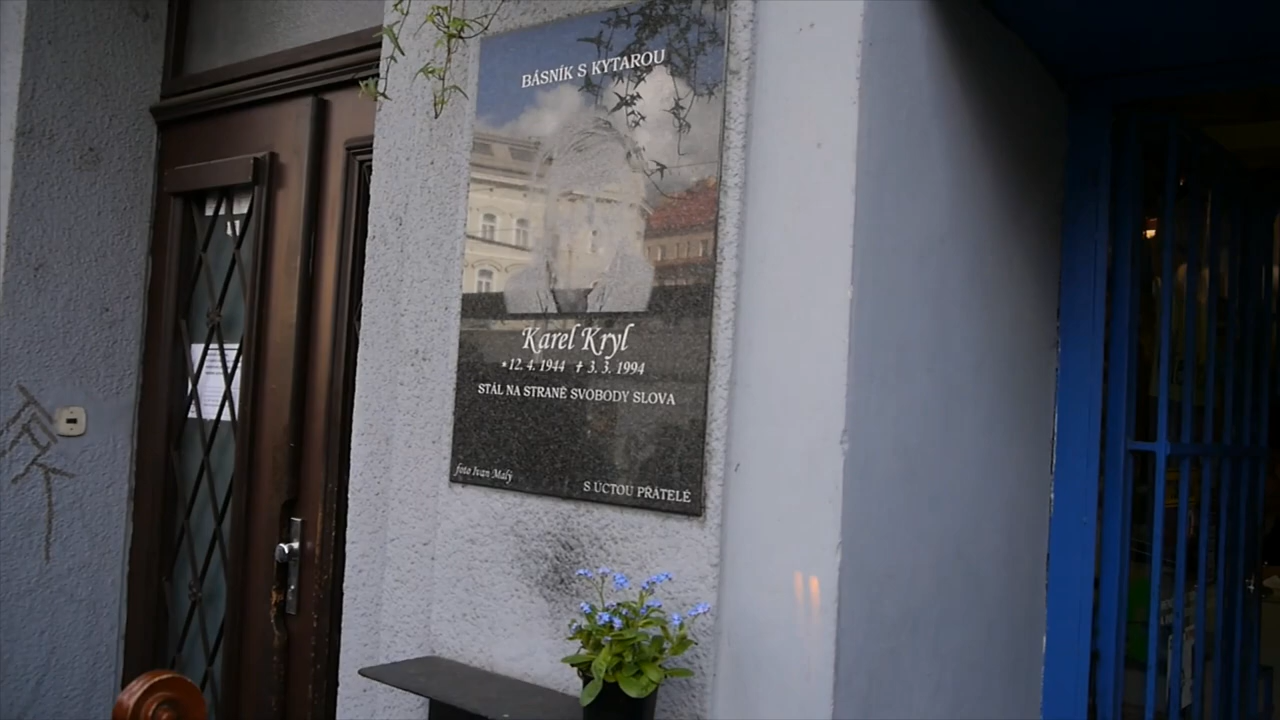 BÁSNÍK S KYTAROU
Karel Kryl
* 12. 4. 1944 ✝ 3. 3. 1994
STÁL NA STRANĚ SVOBODY SLOVA
foto Ivan Malý
S ÚCTOU PŘÁTELÉ